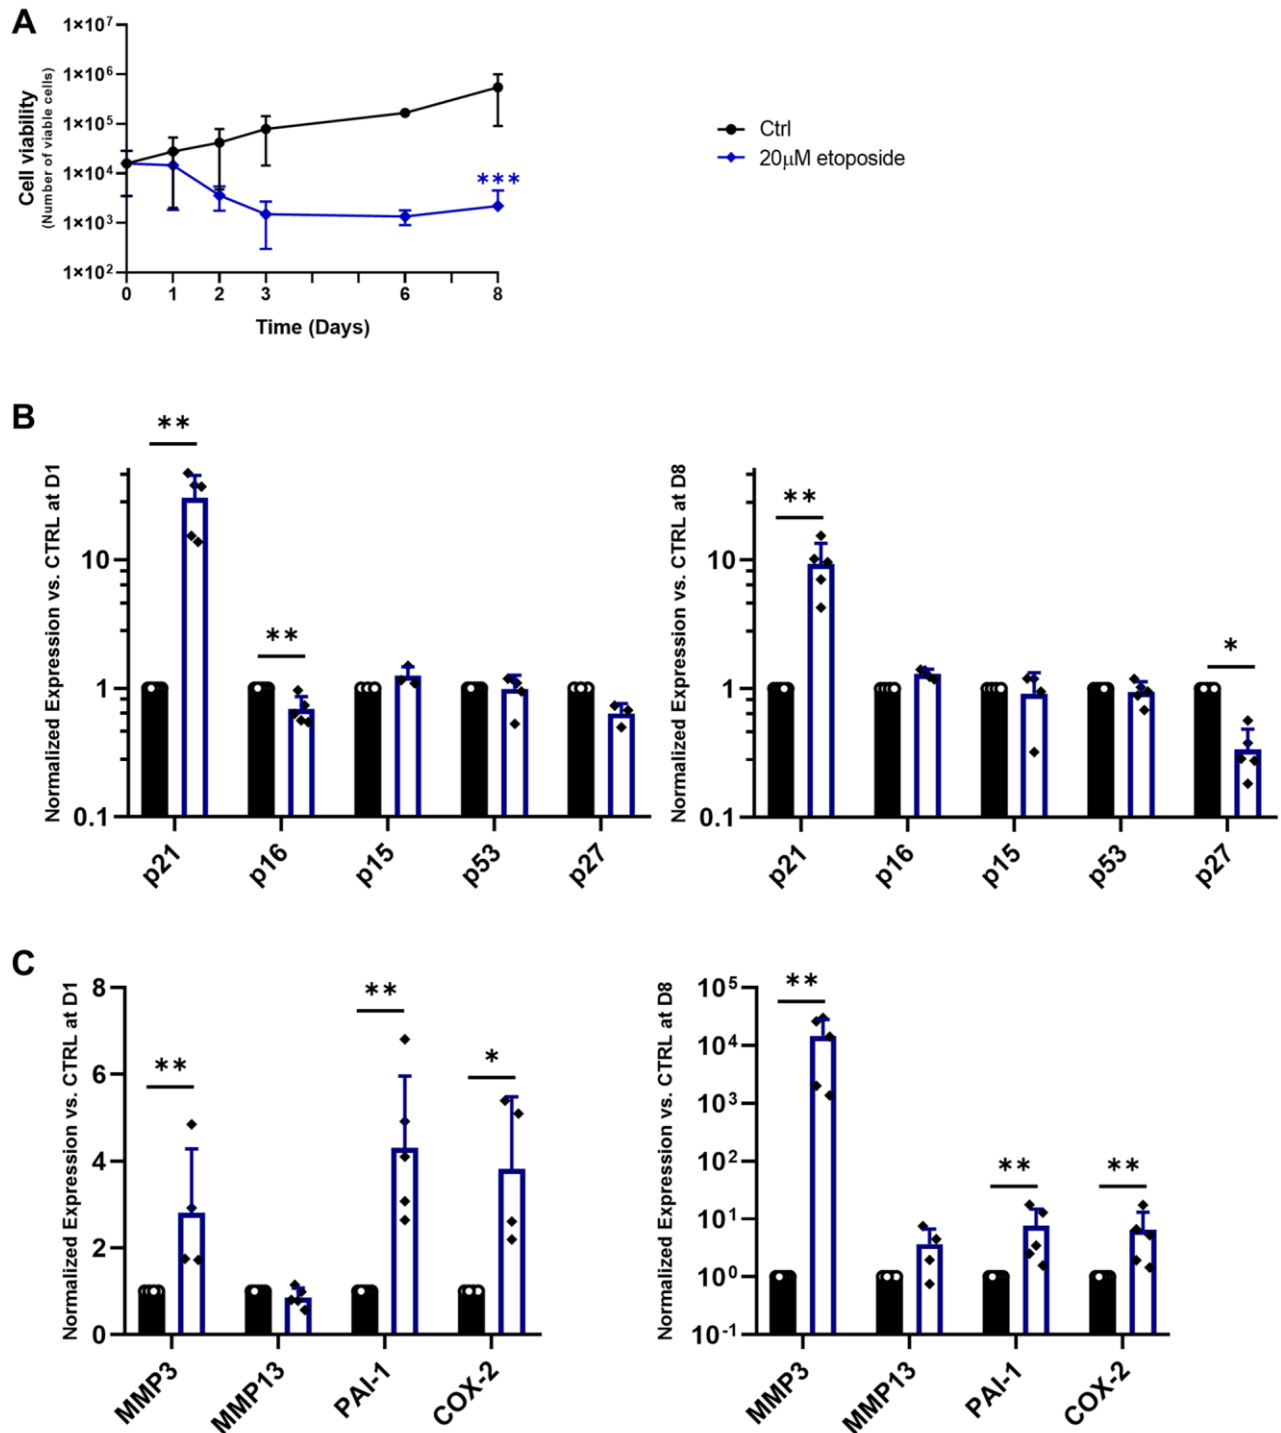 A
Cell viability
(Number of viable cells)
1×10⁷
1×10⁶
1×10⁵
1×10⁴
1×10³
1×10²
***
0 1 2 3 6 8
Time (Days)
Ctrl
20µM etoposide
B
Normalized Expression vs. CTRL at D1
10
1
0.1
**
**
p21 p16 p15 p53 p27
Normalized Expression vs. CTRL at D8
10
1
0.1
**
*
p21 p16 p15 p53 p27
C
Normalized Expression vs. CTRL at D1
8
6
4
2
0
**
**
*
MMP3 MMP13 PAI-1 COX-2
Normalized Expression vs. CTRL at D8
10⁵
10⁴
10³
10²
10¹
10⁰
10⁻¹
**
**
**
MMP3 MMP13 PAI-1 COX-2